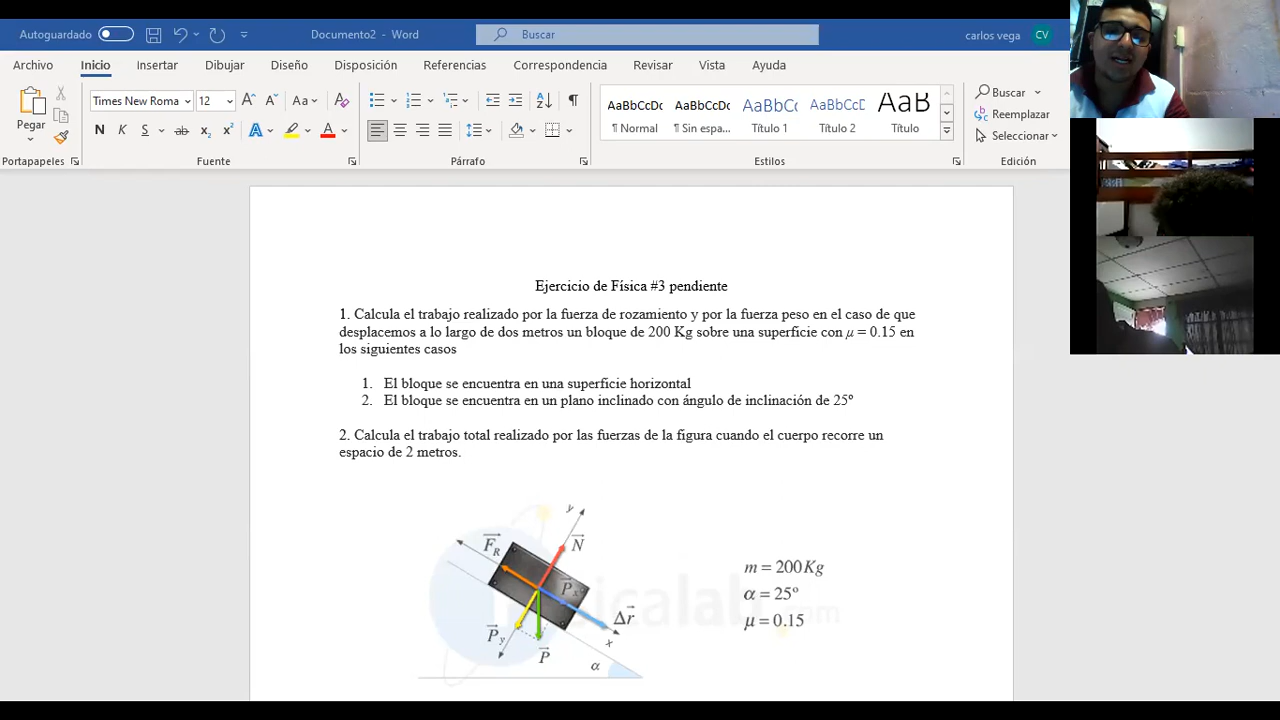 Autoguardado
Documento2 - Word
Buscar
carlos vega
CV
Archivo
Inicio
Insertar
Dibujar
Diseño
Disposición
Referencias
Correspondencia
Revisar
Vista
Ayuda
Pegar
Times New Roma
12
Aa
N K S ab x₂ x²
AaBbCcDc
AaBbCcDc
AaBbCc
AaBbCcD
AaB
¶ Normal
¶ Sin espa...
Título 1
Título 2
Título
Buscar
Reemplazar
Seleccionar
Portapapeles
Fuente
Párrafo
Estilos
Edición
Ejercicio de Física #3 pendiente
1. Calcula el trabajo realizado por la fuerza de rozamiento y por la fuerza peso en el caso de que
desplacemos a lo largo de dos metros un bloque de 200 Kg sobre una superficie con μ = 0.15 en
los siguientes casos
1. El bloque se encuentra en una superficie horizontal
2. El bloque se encuentra en un plano inclinado con ángulo de inclinación de 25º
2. Calcula el trabajo total realizado por las fuerzas de la figura cuando el cuerpo recorre un
espacio de 2 metros.
y
F_R
N
P_x
Δr
x
P_y
P
α
m = 200 Kg
α = 25º
μ = 0.15